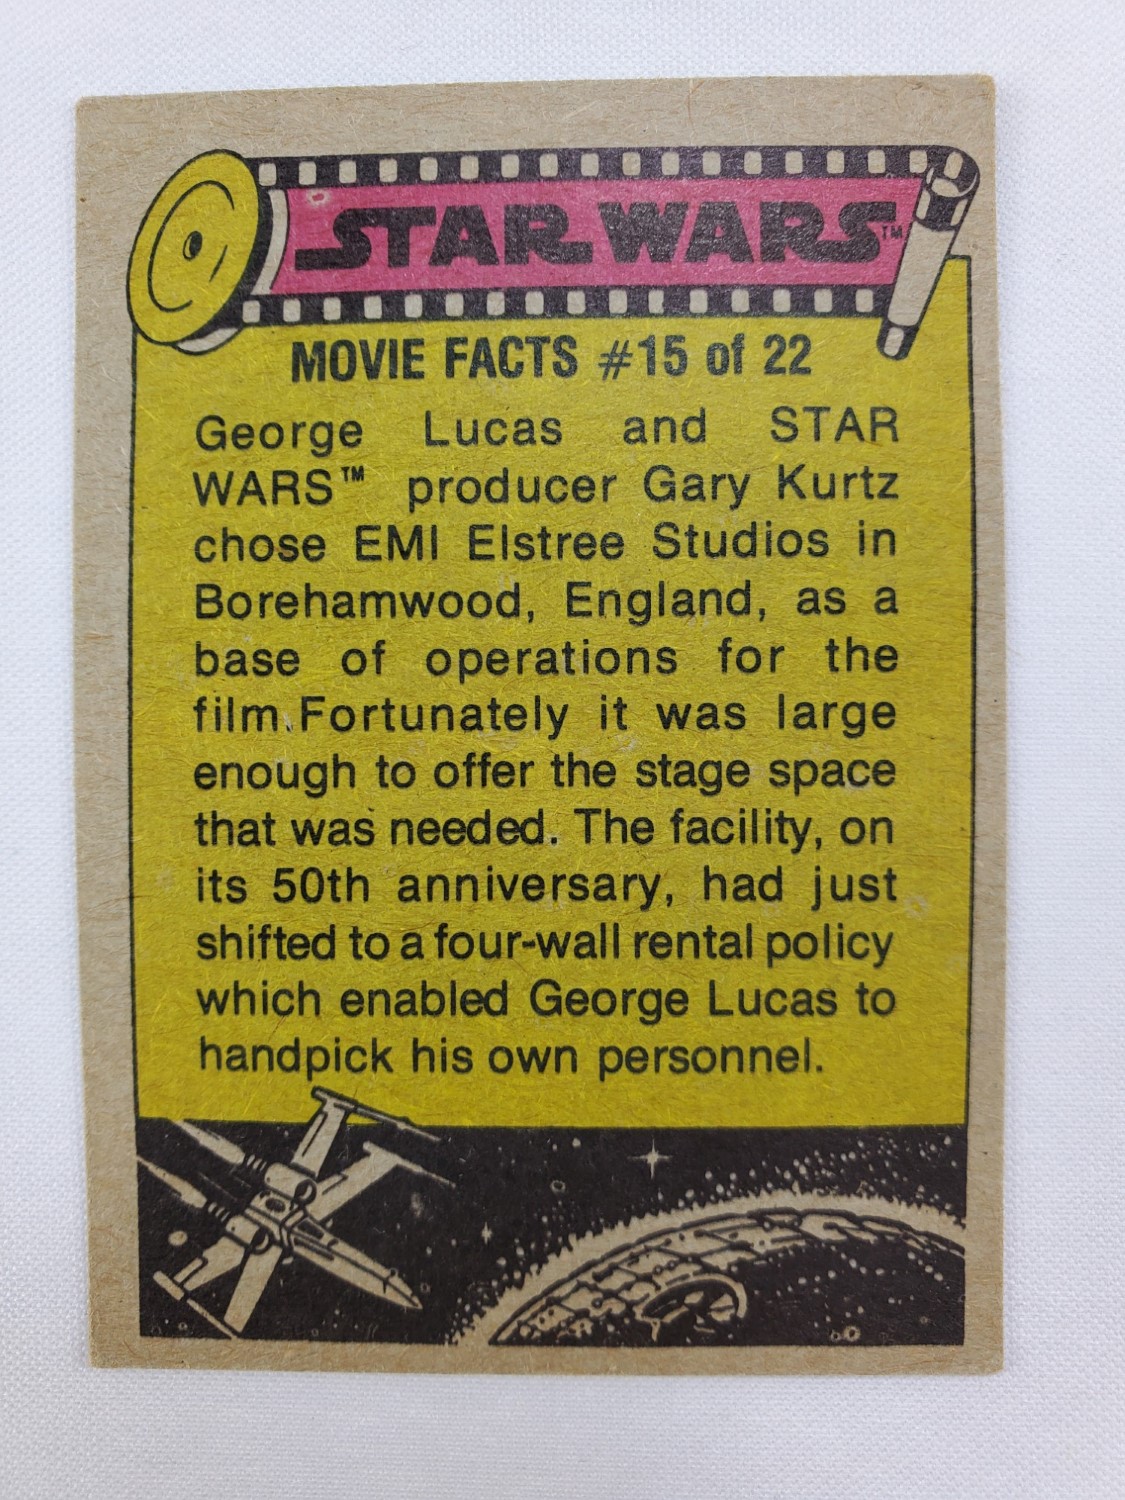 STAR WARS™
MOVIE FACTS #15 of 22
George Lucas and STAR
WARS™ producer Gary Kurtz
chose EMI Elstree Studios in
Borehamwood, England, as a
base of operations for the
film.Fortunately it was large
enough to offer the stage space
that was needed. The facility, on
its 50th anniversary, had just
shifted to a four-wall rental policy
which enabled George Lucas to
handpick his own personnel.